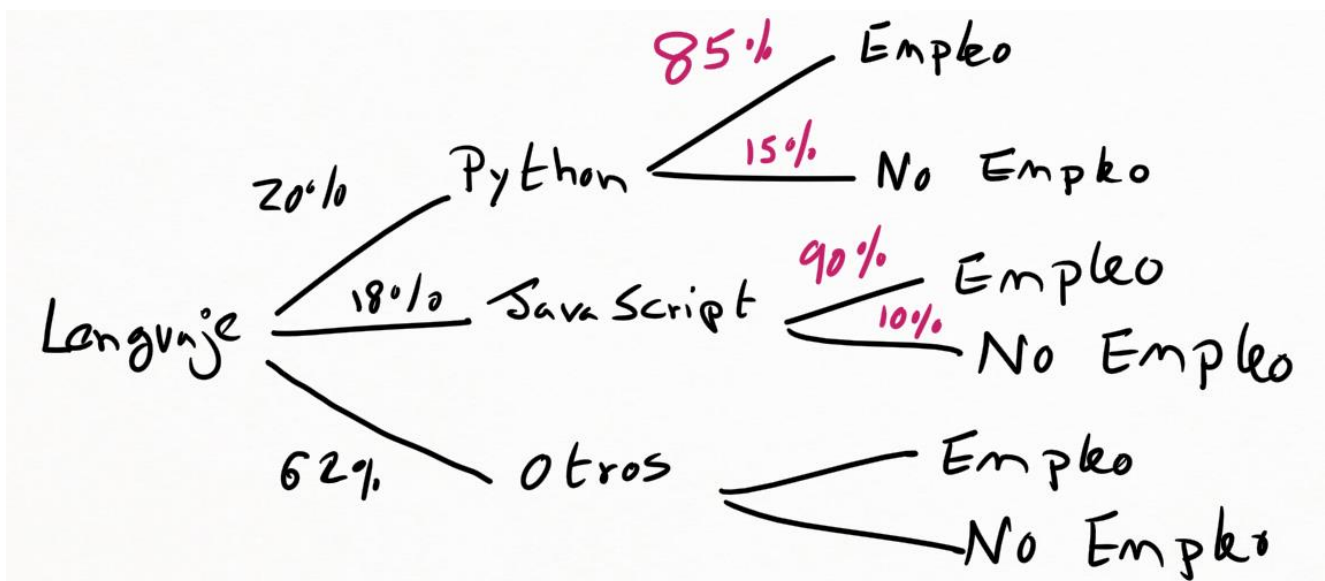 85% Empleo
20% Python 15% No Empleo
90% Empleo
Lenguaje 18% JavaScript 10% No Empleo
62% Otros Empleo
No Empleo